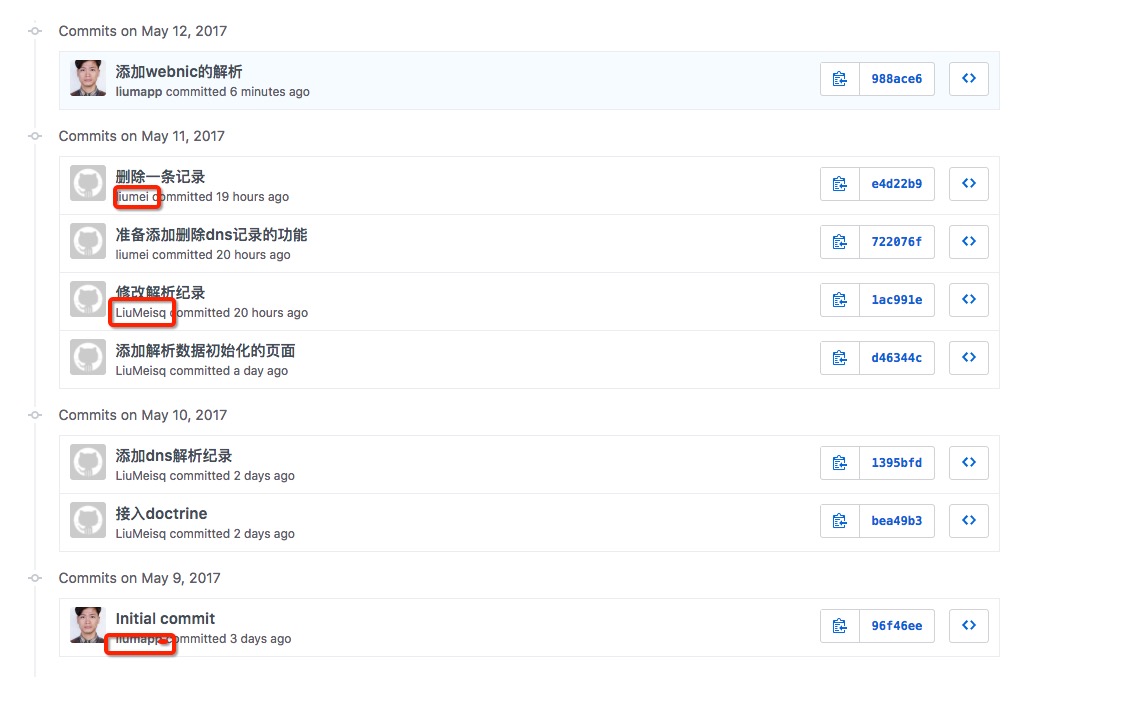 Commits on May 12, 2017
添加webnic的解析
liumapp committed 6 minutes ago
988ace6
Commits on May 11, 2017
删除一条记录
liumei committed 19 hours ago
e4d22b9
准备添加删除dns记录的功能
liumei committed 20 hours ago
722076f
修改解析纪录
LiuMeisq committed 20 hours ago
1ac991e
添加解析数据初始化的页面
LiuMeisq committed a day ago
d46344c
Commits on May 10, 2017
添加dns解析纪录
LiuMeisq committed 2 days ago
1395bfd
接入doctrine
LiuMeisq committed 2 days ago
bea49b3
Commits on May 9, 2017
Initial commit
liumapp committed 3 days ago
96f46ee